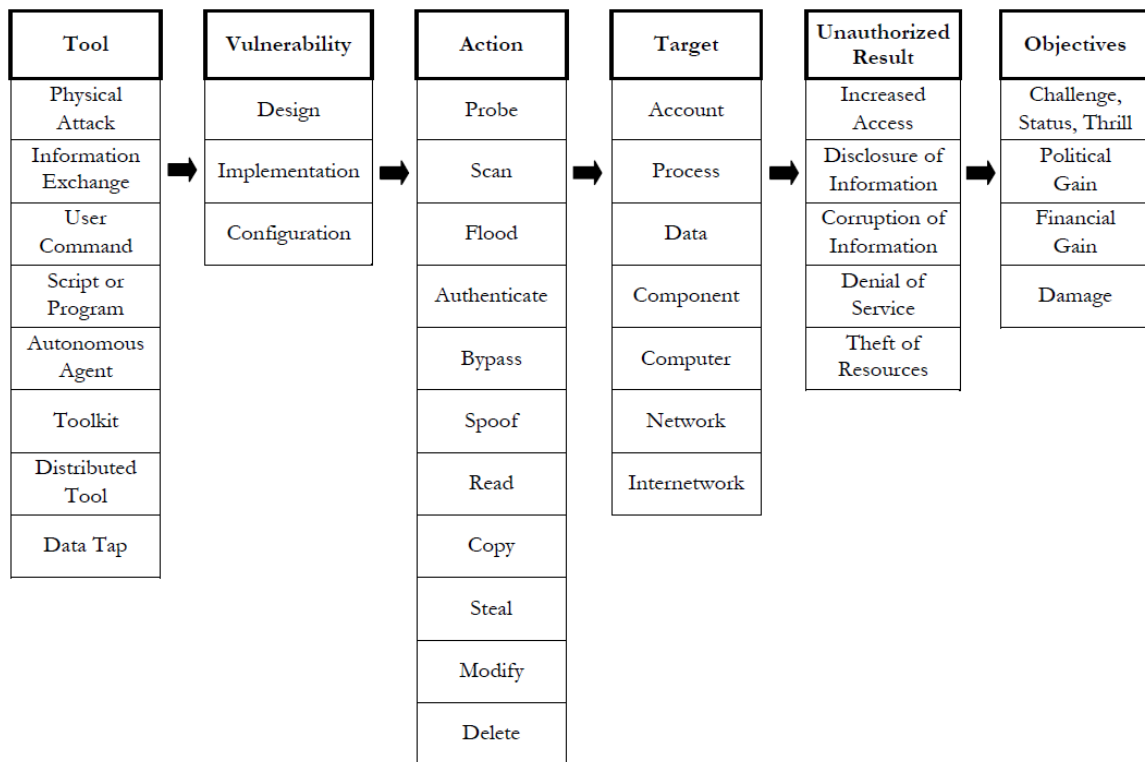 Tool
Physical
Attack
Information
Exchange
User
Command
Script or
Program
Autonomous
Agent
Toolkit
Distributed
Tool
Data Tap
Vulnerability
Design
Implementation
Configuration
Action
Probe
Scan
Flood
Authenticate
Bypass
Spoof
Read
Copy
Steal
Modify
Delete
Target
Account
Process
Data
Component
Computer
Network
Internetwork
Unauthorized
Result
Increased
Access
Disclosure of
Information
Corruption of
Information
Denial of
Service
Theft of
Resources
Objectives
Challenge,
Status, Thrill
Political
Gain
Financial
Gain
Damage